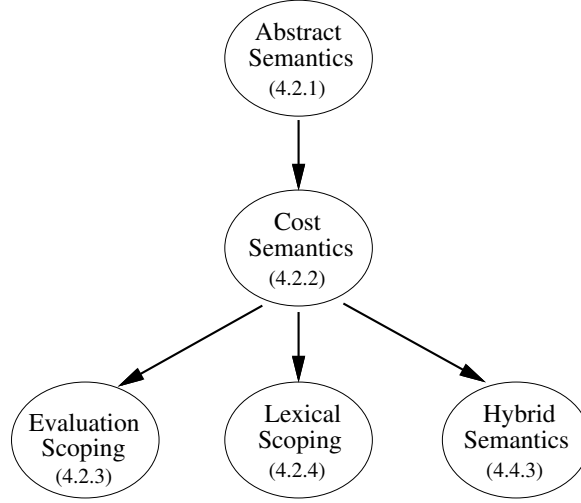 Abstract
Semantics
(4.2.1)
Cost
Semantics
(4.2.2)
Evaluation
Scoping
(4.2.3)
Lexical
Scoping
(4.2.4)
Hybrid
Semantics
(4.4.3)